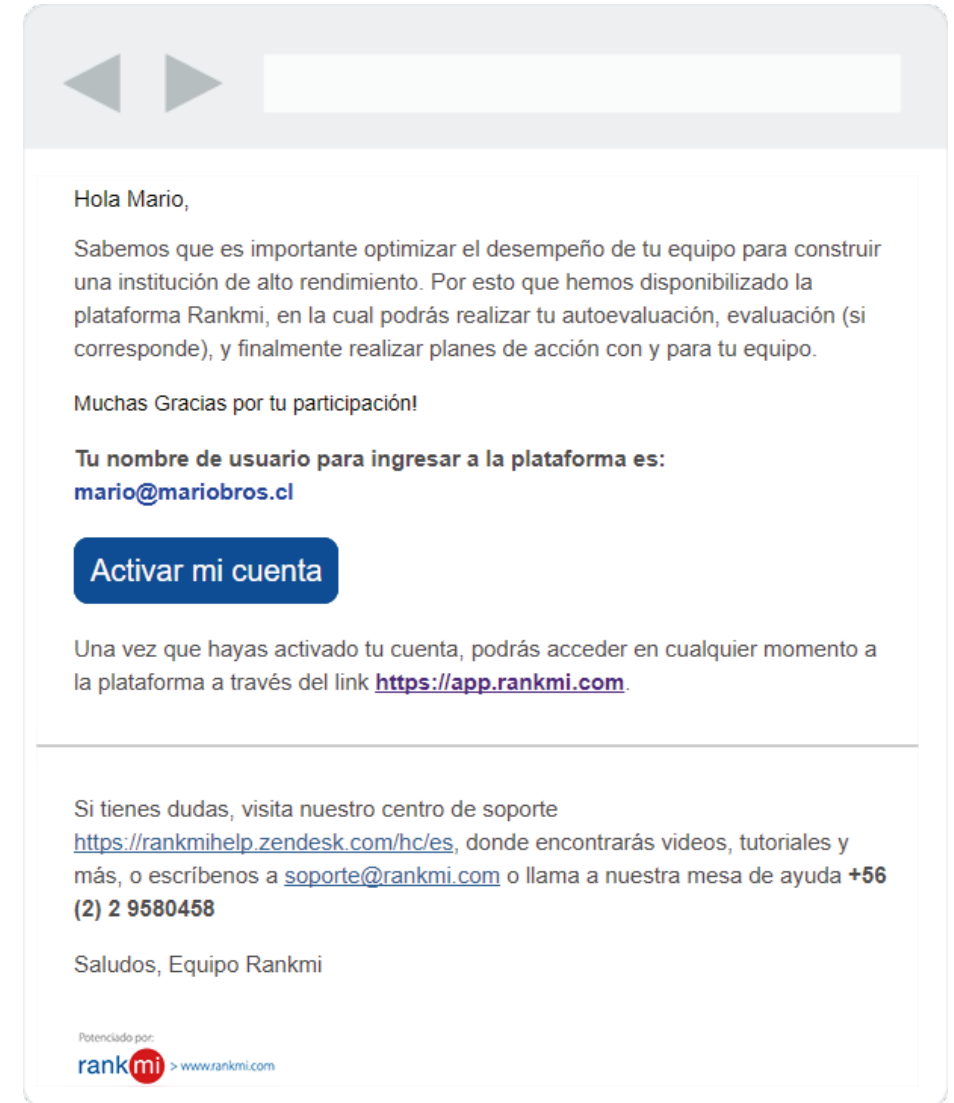 Hola Mario,
Sabemos que es importante optimizar el desempeño de tu equipo para construir
una institución de alto rendimiento. Por esto que hemos disponibilizado la
plataforma Rankmi, en la cual podrás realizar tu autoevaluación, evaluación (si
corresponde), y finalmente realizar planes de acción con y para tu equipo.
Muchas Gracias por tu participación!
Tu nombre de usuario para ingresar a la plataforma es:
mario@mariobros.cl
Activar mi cuenta
Una vez que hayas activado tu cuenta, podrás acceder en cualquier momento a
la plataforma a través del link https://app.rankmi.com.
Si tienes dudas, visita nuestro centro de soporte
https://rankmihelp.zendesk.com/hc/es, donde encontrarás videos, tutoriales y
más, o escríbenos a soporte@rankmi.com o llama a nuestra mesa de ayuda +56
(2) 2 9580458
Saludos, Equipo Rankmi
Potenciado por:
rankmi > www.rankmi.com